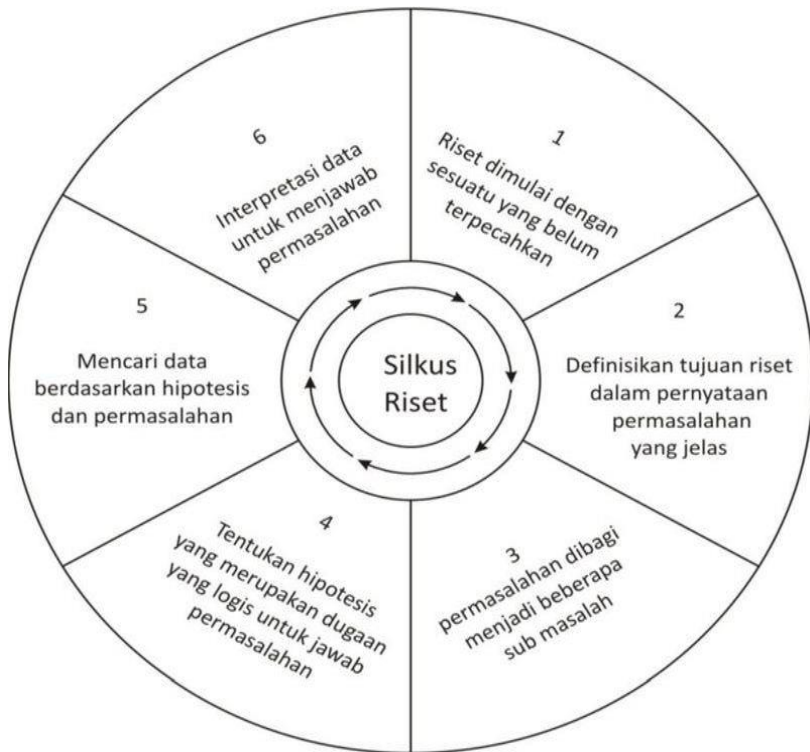 6
Interpretasi data
untuk menjawab
permasalahan
1
Riset dimulai dengan
sesuatu yang belum
terpecahkan
5
Mencari data
berdasarkan hipotesis
dan permasalahan
Silkus
Riset
2
Definisikan tujuan riset
dalam pernyataan
permasalahan
yang jelas
4
Tentukan hipotesis
yang merupakan dugaan
yang logis untuk jawab
permasalahan
3
permasalahan dibagi
menjadi beberapa
sub masalah